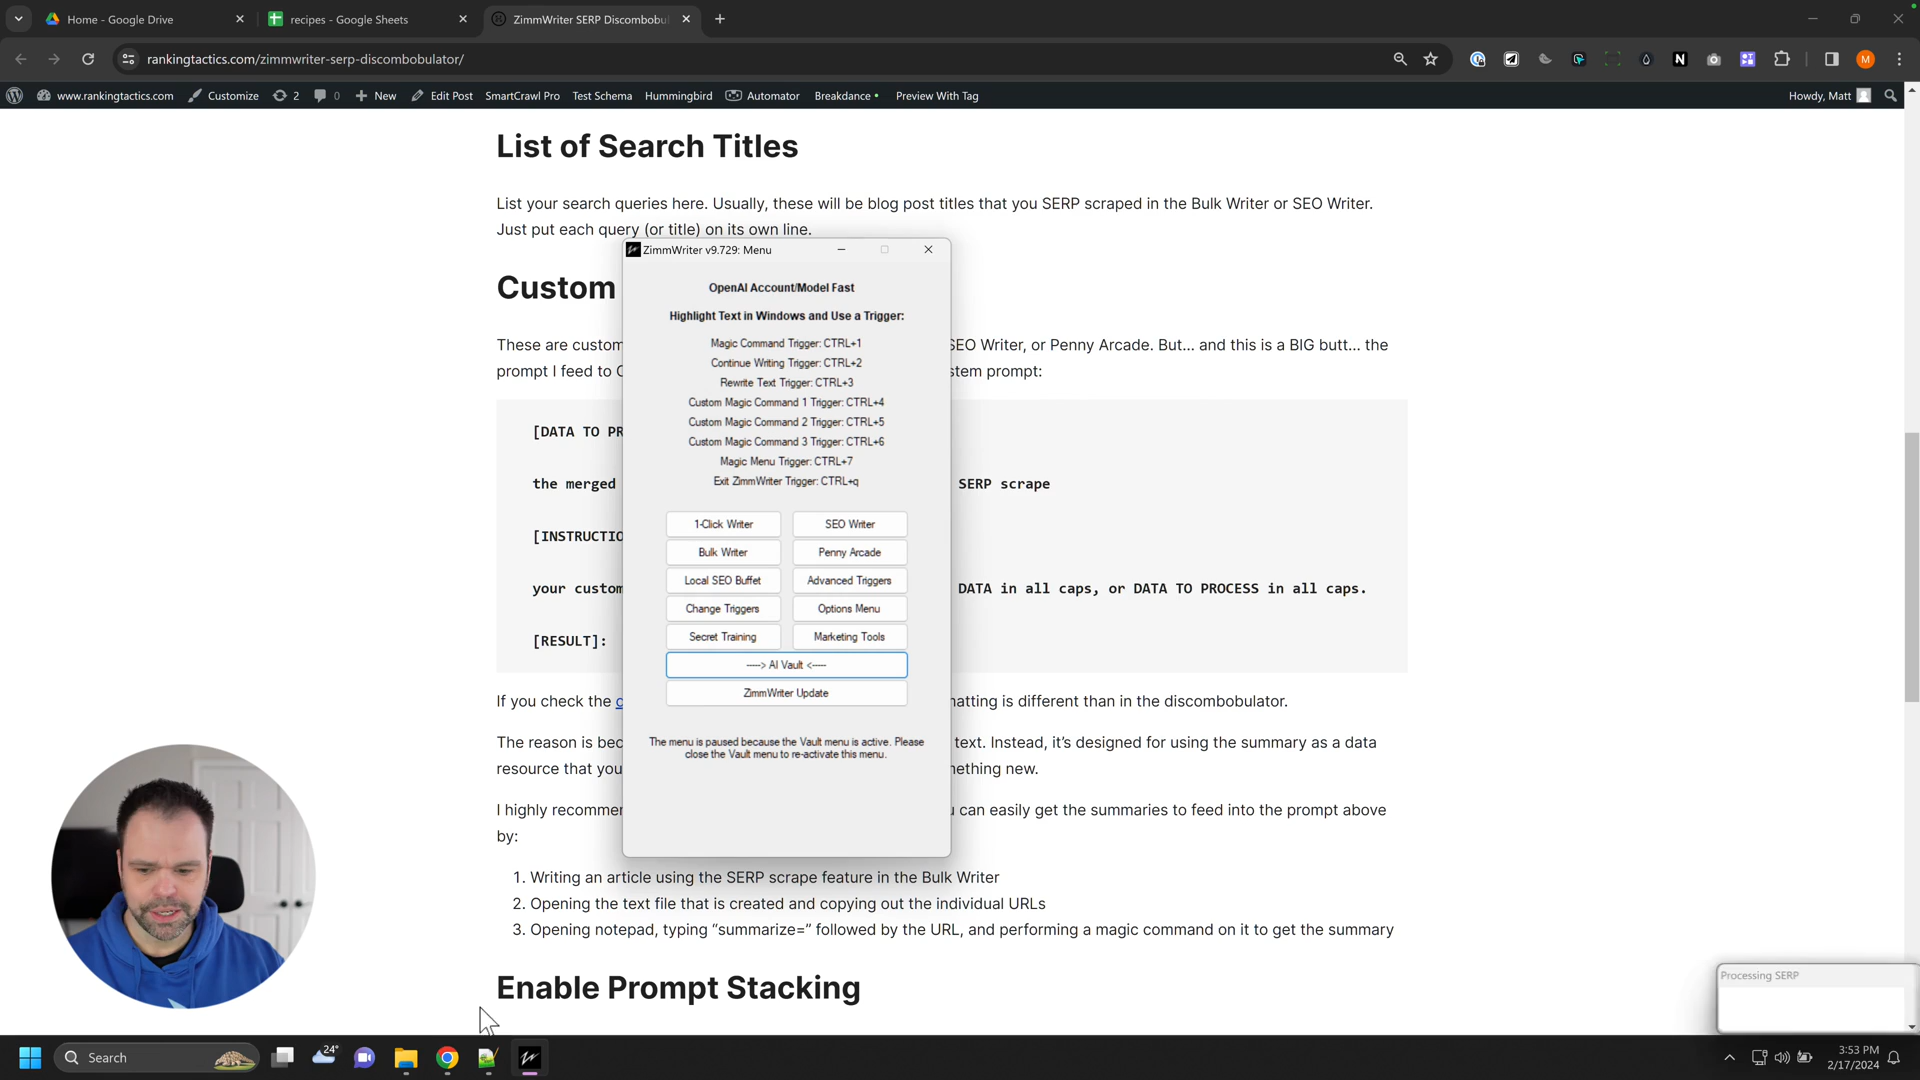 Home - Google Drive
recipes - Google Sheets
ZimmWriter SERP Discombobul
rankingtactics.com/zimmwriter-serp-discombobulator/
www.rankingtactics.com
Customize
2
0
New
Edit Post
SmartCrawl Pro
Test Schema
Hummingbird
Automator
Breakdance
Preview With Tag
Howdy, Matt
List of Search Titles
List your search queries here. Usually, these will be blog post titles that you SERP scraped in the Bulk Writer or SEO Writer.
Just put each query (or title) on its own line.
ZimmWriter v9.729: Menu
OpenAI Account/Model Fast
Highlight Text in Windows and Use a Trigger:
Magic Command Trigger: CTRL+1
Continue Writing Trigger: CTRL+2
Rewrite Text Trigger: CTRL+3
Custom Magic Command 1 Trigger: CTRL+4
Custom Magic Command 2 Trigger: CTRL+5
Custom Magic Command 3 Trigger: CTRL+6
Magic Menu Trigger: CTRL+7
Exit ZimmWriter Trigger: CTRL+q
1-Click Writer
SEO Writer
Bulk Writer
Penny Arcade
Local SEO Buffet
Advanced Triggers
Change Triggers
Options Menu
Secret Training
Marketing Tools
-----> AI Vault <-----
ZimmWriter Update
The menu is paused because the Vault menu is active. Please
close the Vault menu to re-activate this menu.
Custom
These are custom SEO Writer, or Penny Arcade. But... and this is a BIG butt... the
prompt I feed to stem prompt:
[DATA TO PR
the merged SERP scrape
[INSTRUCTIO
your custom DATA in all caps, or DATA TO PROCESS in all caps.
[RESULT]:
If you check the matting is different than in the discombobulator.
The reason is bec text. Instead, it's designed for using the summary as a data
resource that you mething new.
I highly recommen can easily get the summaries to feed into the prompt above
by:
1. Writing an article using the SERP scrape feature in the Bulk Writer
2. Opening the text file that is created and copying out the individual URLs
3. Opening notepad, typing “summarize=” followed by the URL, and performing a magic command on it to get the summary
Enable Prompt Stacking
Processing SERP
Search
24°
3:53 PM
2/17/2024